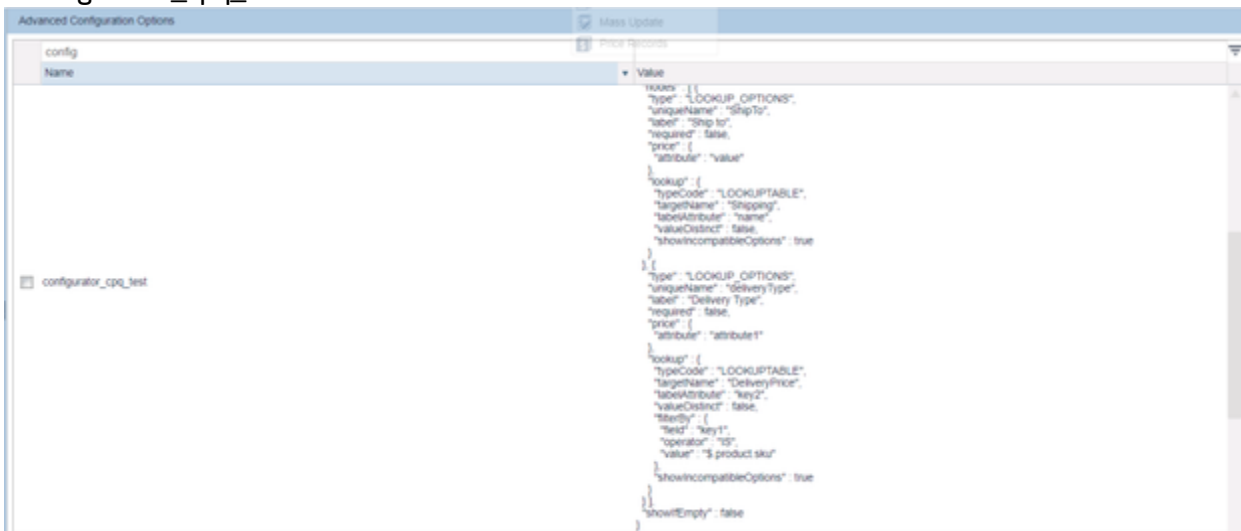 Advanced Configuration Options
Mass Update
Price Records
config
Name
Value
"nodes" : [ {
"type" : "LOOKUP_OPTIONS",
"uniqueName" : "ShipTo",
"label" : "Ship to",
"required" : false,
"price" : {
"attribute" : "value"
},
"lookup" : {
"typeCode" : "LOOKUPTABLE",
"targetName" : "Shipping",
"labelAttribute" : "name",
"valueDistinct" : false,
"showIncompatibleOptions" : true
}
}, {
configurator_cpq_test
"type" : "LOOKUP_OPTIONS",
"uniqueName" : "deliveryType",
"label" : "Delivery Type",
"required" : false,
"price" : {
"attribute" : "attribute1"
},
"lookup" : {
"typeCode" : "LOOKUPTABLE",
"targetName" : "DeliveryPrice",
"labelAttribute" : "key2",
"valueDistinct" : false,
"filterBy" : {
"field" : "key1",
"operator" : "IS",
"value" : "$.product.sku"
},
"showIncompatibleOptions" : true
}
} ],
"showIfEmpty" : false
}